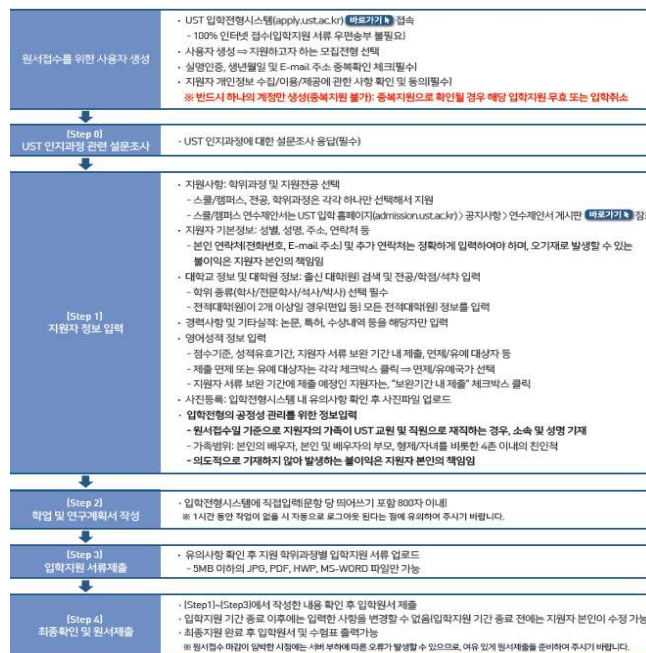 원서접수를 위한 사용자 생성
· UST 입학전형시스템(apply.ust.ac.kr) 바로가기 접속
- 100% 인터넷 접수(입학지원 서류 우편송부 불필요)
· 사용자 생성 ⇒ 지원하고자 하는 모집전형 선택
· 실명인증, 생년월일 및 E-mail 주소 중복확인 체크(필수)
· 지원자 개인정보 수집/이용/제공에 관한 사항 확인 및 동의(필수)
※ 반드시 하나의 계정만 생성(중복지원 불가): 중복지원으로 확인될 경우 해당 입학지원 무효 또는 입학취소
(Step 0)
UST 인지과정 관련 설문조사
· UST 인지과정에 대한 설문조사 응답(필수)
(Step 1)
지원자 정보 입력
· 지원사항: 학위과정 및 지원전공 선택
- 스쿨/캠퍼스, 전공, 학위과정은 각각 하나만 선택해서 지원
- 스쿨/캠퍼스 연수제안서는 UST 입학 홈페이지(admission.ust.ac.kr) > 공지사항 > 연수제안서 게시판 바로가기
· 지원자 기본정보: 성별, 성명, 주소, 연락처 등
- 본인 연락처(전화번호, E-mail 주소) 및 추가 연락처는 정확하게 입력하여야 하며, 오기재로 발생할 수 있는
불이익은 지원자 본인의 책임임
· 대학교 정보 및 대학원 정보: 출신 대학(원) 검색 및 전공/학점/석차 입력
- 학위 종류(학사/전문학사/석사/박사) 선택 필수
- 전적대학(원)이 2개 이상일 경우(편입 등) 모든 전적대학(원) 정보를 입력
· 경력사항 및 기타실적: 논문, 특허, 수상내역 등을 해당자만 입력
· 영어성적 정보 입력
- 점수기준, 성적유효기간, 지원자 서류 보완 기간 내 제출, 면제/유예 대상자 등
- 제출 면제 또는 유예 대상자는 각각 체크박스 클릭 ⇒ 면제/유예국가 선택
- 지원자 서류 보완 기간에 제출 예정인 지원자는, "보완기간 내 제출" 체크박스 클릭
· 사진등록: 입학전형시스템 내 유의사항 확인 후 사진파일 업로드
· 입학전형의 공정성 관리를 위한 정보입력
- 원서접수일 기준으로 지원자의 가족이 UST 교원 및 직원으로 재직하는 경우, 소속 및 성명 기재
- 가족범위: 본인의 배우자, 본인 및 배우자의 부모, 형제/자녀를 비롯한 4촌 이내의 친인척
- 의도적으로 기재하지 않아 발생하는 불이익은 지원자 본인의 책임임
(Step 2)
학업 및 연구계획서 작성
· 입학전형시스템에 직접입력(문항 당 띄어쓰기 포함 800자 이내)
※ 1시간 동안 작업이 없을 시 자동으로 로그아웃 된다는 점에 유의하여 주시기 바랍니다.
(Step 3)
입학지원 서류제출
· 유의사항 확인 후 지원 학위과정별 입학지원 서류 업로드
- 5MB 이하의 JPG, PDF, HWP, MS-WORD 파일만 가능
(Step 4)
최종확인 및 원서제출
· (Step1)~(Step3)에서 작성한 내용 확인 후 입학원서 제출
· 입학지원 기간 종료 이후에는 입력한 사항을 변경할 수 없음(입학지원 기간 종료 전에는 지원자 본인이 수정 가능
· 최종지원 완료 후 입학원서 및 수험표 출력가능
※ 원서접수 마감이 임박한 시점에는 서버 부하에 따른 오류가 발생할 수 있으므로, 여유 있게 원서제출을 준비하여 주시기 바랍니다.